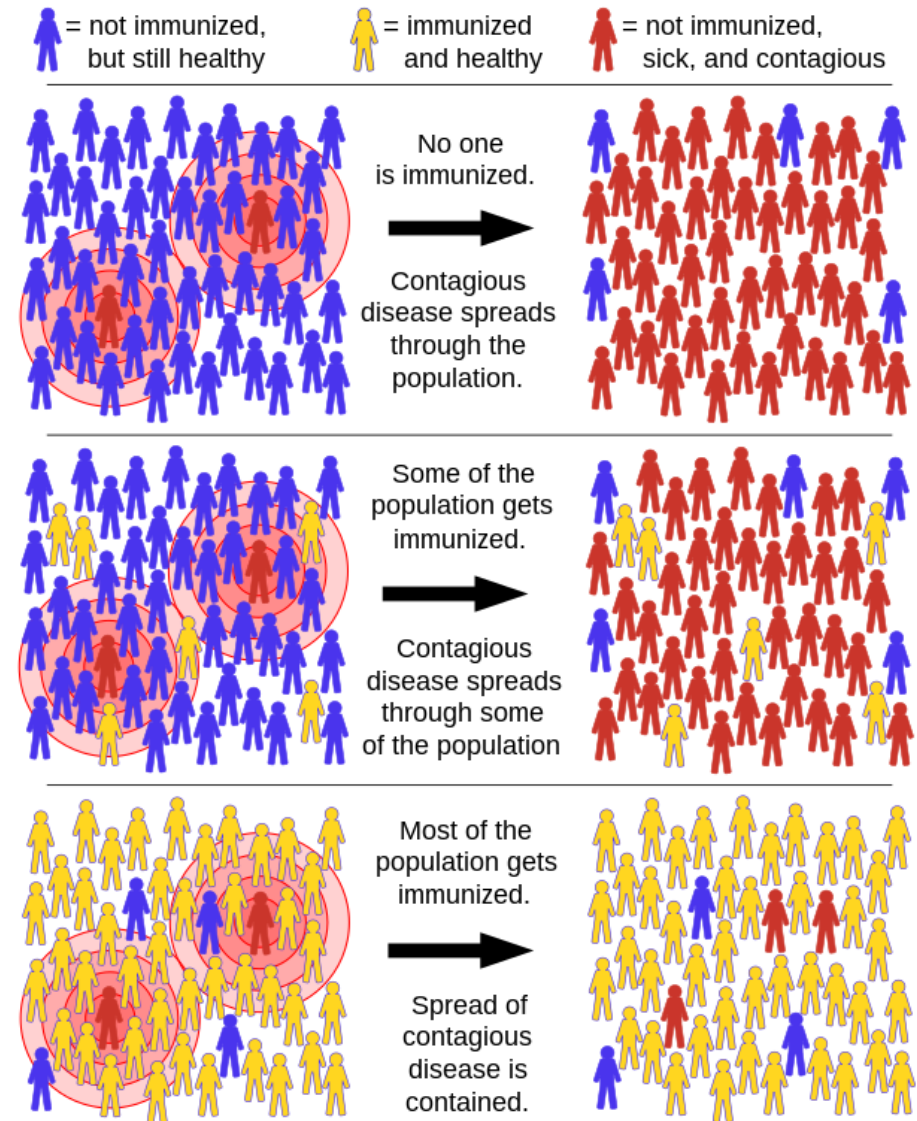 = not immunized,
but still healthy
= immunized
and healthy
= not immunized,
sick, and contagious
No one
is immunized.
Contagious
disease spreads
through the
population.
Some of the
population gets
immunized.
Contagious
disease spreads
through some
of the population
Most of the
population gets
immunized.
Spread of
contagious
disease is
contained.